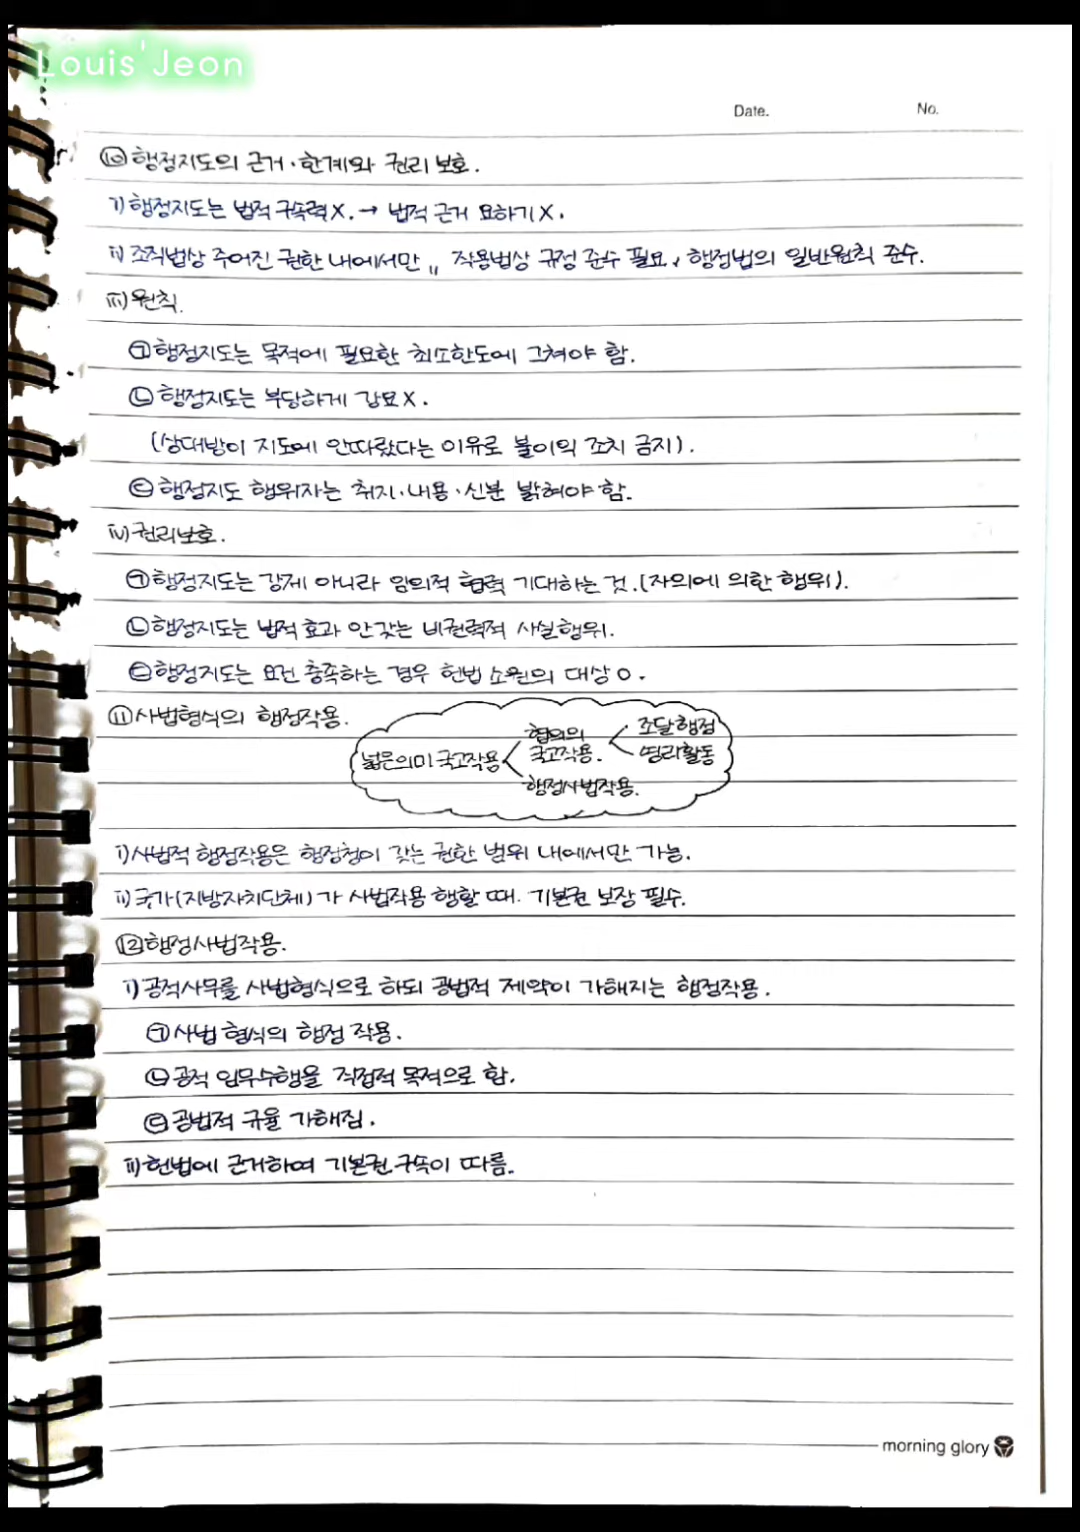 Louis'Jeon
Date.
No.
⑩ 행정지도의 근거·한계와 권리 보호.
i) 행정지도는 법적 구속력X. → 법적 근거 요하기X.
ii) 조직법상 주어진 권한 내에서만 〃 작용법상 규정 준수 필요, 행정법의 일반원칙 준수.
iii) 원칙.
㉠ 행정지도는 목적에 필요한 최소한도에 그쳐야 함.
㉡ 행정지도는 부당하게 강요X.
(상대방이 지도에 안따랐다는 이유로 불이익 조치 금지).
㉢ 행정지도 행위자는 취지·내용·신분 밝혀야 함.
iv) 권리보호.
㉠ 행정지도는 강제 아니라 임의적 협력 기대하는 것. (자의에 의한 행위).
㉡ 행정지도는 법적 효과 안갖는 비권력적 사실행위.
㉢ 행정지도는 요건 충족하는 경우 헌법 소원의 대상 O.
⑪ 사법형식의 행정작용.
넓은의미 국고작용 < 협의의 국고작용. < 조달행정
영리활동
행정사법작용.
i) 사법적 행정작용은 행정청이 갖는 권한 범위 내에서만 가능.
ii) 국가(지방자치단체)가 사법작용 행할 때. 기본권 보장 필수.
⑫ 행정사법작용.
i) 공적사무를 사법형식으로 하되 공법적 제약이 가해지는 행정작용.
㉠ 사법 형식의 행정 작용.
㉡ 공적 임무수행을 직접적 목적으로 함.
㉢ 공법적 규율 가해짐.
ii) 헌법에 근거하여 기본권 구속이 따름.
morning glory